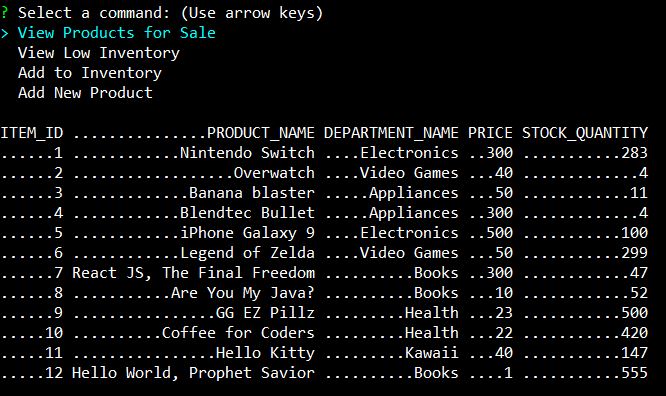 ? Select a command: (Use arrow keys)
> View Products for Sale
  View Low Inventory
  Add to Inventory
  Add New Product
ITEM_ID ...............PRODUCT_NAME DEPARTMENT_NAME PRICE STOCK_QUANTITY
......1 ............Nintendo Switch ....Electronics ..300 ...........283
......2 ..................Overwatch ....Video Games ...40 .............4
......3 .............Banana blaster .....Appliances ...50 ............11
......4 ............Blendtec Bullet .....Appliances ..300 .............4
......5 ............iPhone Galaxy 9 ....Electronics ..500 ...........100
......6 ............Legend of Zelda ....Video Games ...50 ...........299
......7 React JS, The Final Freedom ..........Books ..300 ............47
......8 ...........Are You My Java? ..........Books ...10 ............52
......9 ................GG EZ Pillz .........Health ...23 ...........500
.....10 ..........Coffee for Coders .........Health ...22 ...........420
.....11 ................Hello Kitty .........Kawaii ...40 ...........147
.....12 Hello World, Prophet Savior ..........Books ....1 ...........555